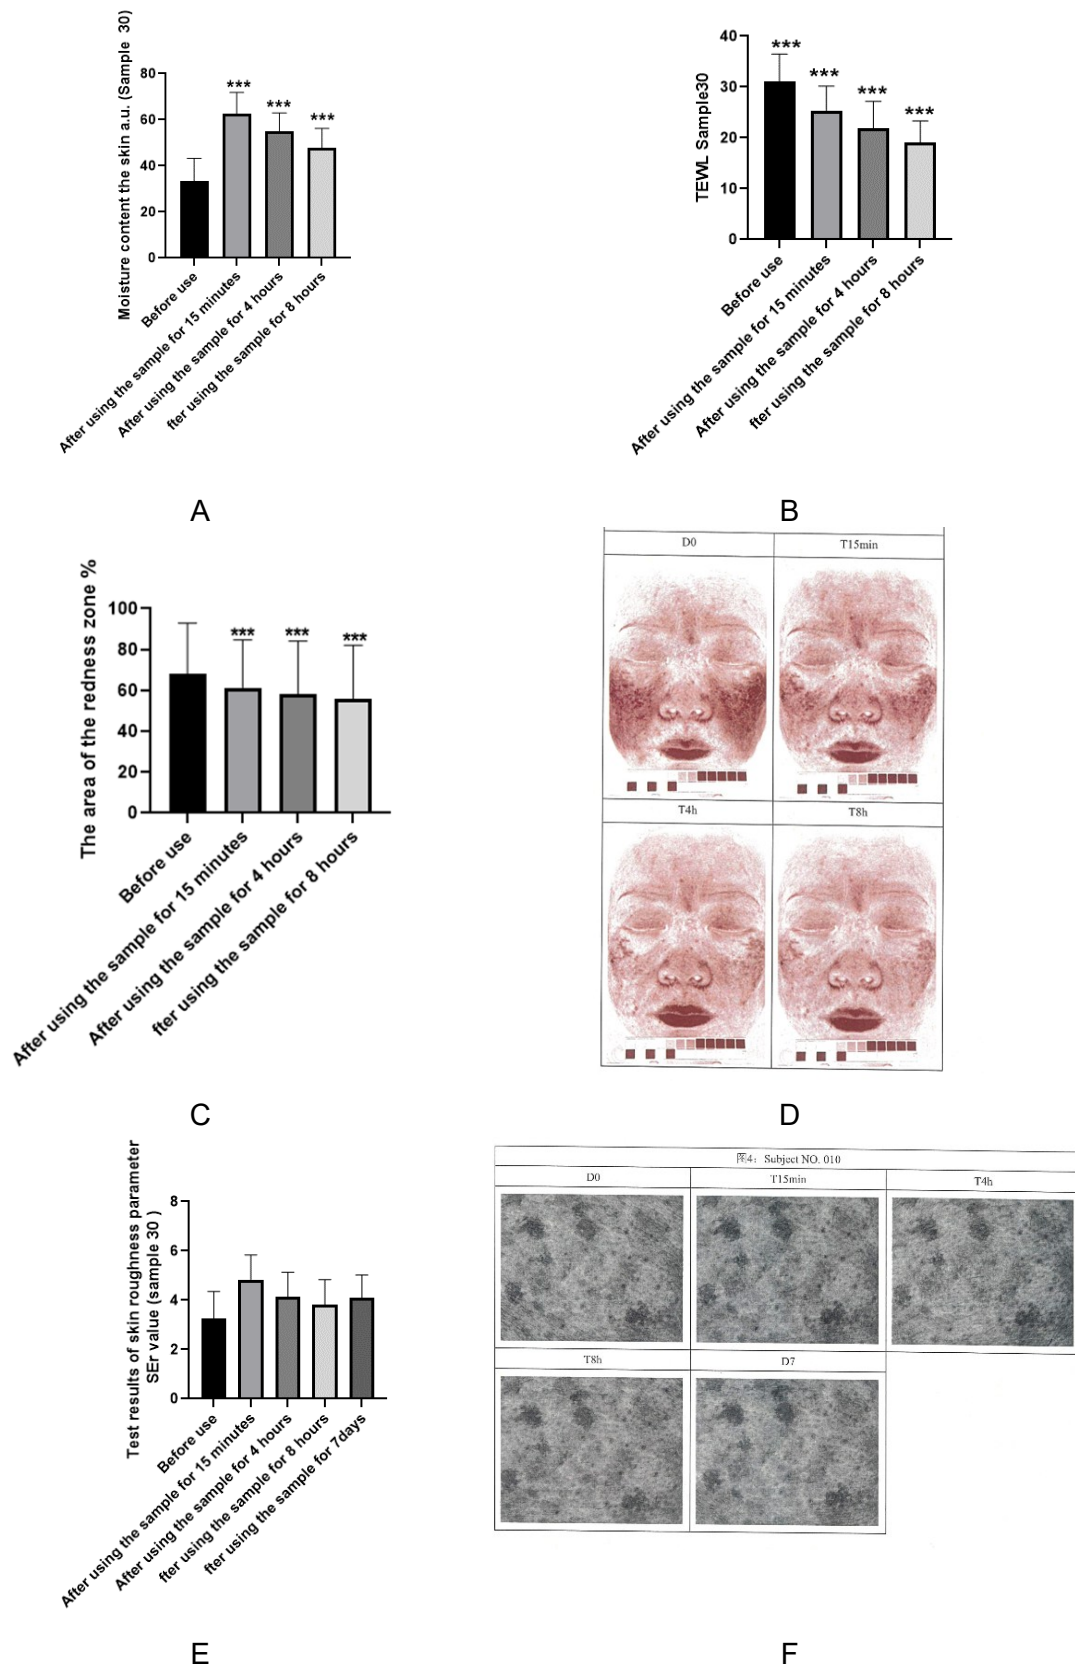 Moisture content the skin a.u. (Sample 30)
80
60
40
20
0
***
***
***
Before use
After using the sample for 15 minutes
After using the sample for 4 hours
fter using the sample for 8 hours
A
TEWL Sample30
40
30
20
10
0
***
***
***
***
Before use
After using the sample for 15 minutes
After using the sample for 4 hours
fter using the sample for 8 hours
B
The area of the redness zone %
100
80
60
40
20
0
***
***
***
Before use
After using the sample for 15 minutes
After using the sample for 4 hours
fter using the sample for 8 hours
C
D0
T15min
T4h
T8h
D
Test results of skin roughness parameter
SEr value (sample 30 )
8
6
4
2
0
Before use
After using the sample for 15 minutes
After using the sample for 4 hours
fter using the sample for 8 hours
fter using the sample for 7days
E
图4: Subject NO. 010
D0
T15min
T4h
T8h
D7
F